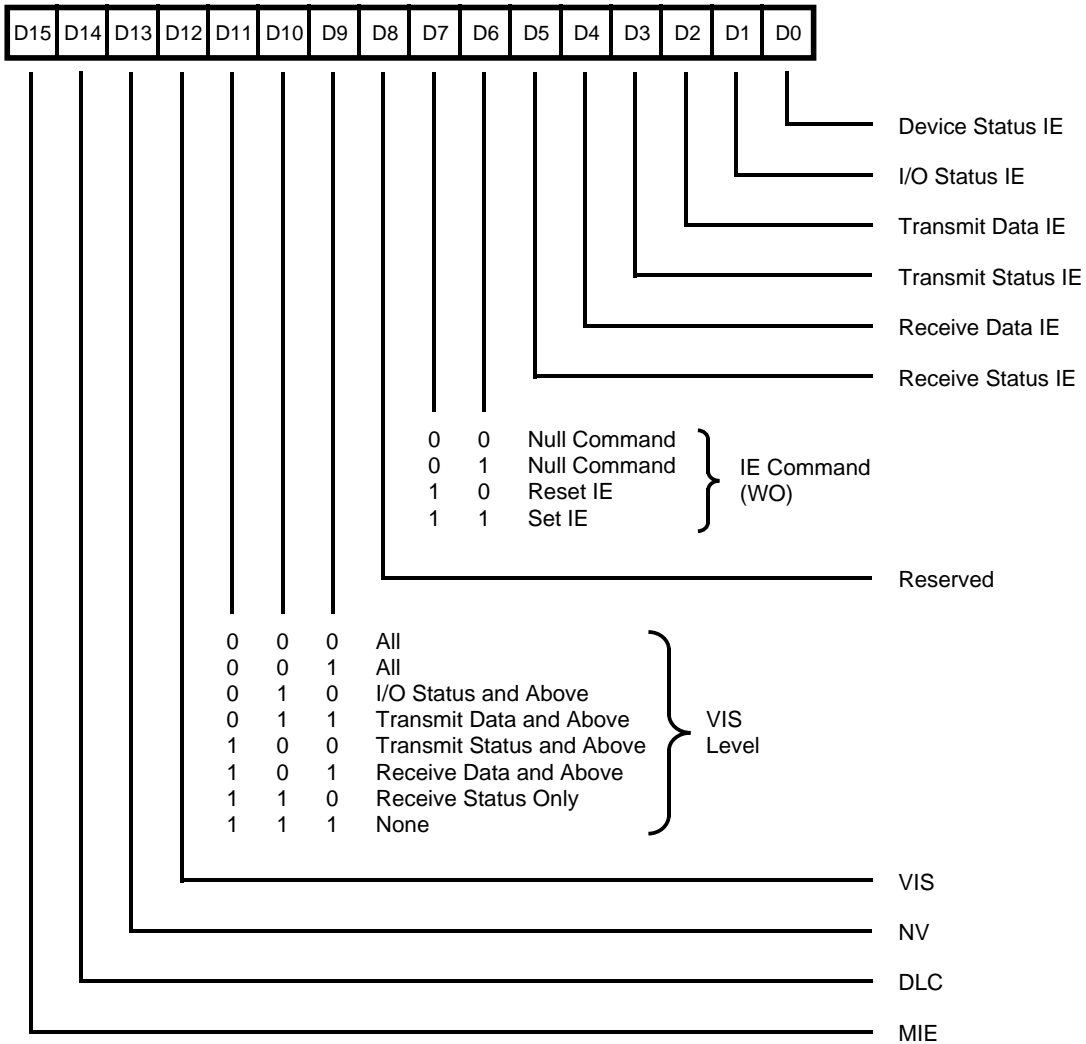 D15 D14 D13 D12 D11 D10 D9 D8 D7 D6 D5 D4 D3 D2 D1 D0
Device Status IE
I/O Status IE
Transmit Data IE
Transmit Status IE
Receive Data IE
Receive Status IE
0 0 Null Command
0 1 Null Command
1 0 Reset IE
1 1 Set IE
IE Command
(WO)
Reserved
0 0 0 All
0 0 1 All
0 1 0 I/O Status and Above
0 1 1 Transmit Data and Above
1 0 0 Transmit Status and Above
1 0 1 Receive Data and Above
1 1 0 Receive Status Only
1 1 1 None
VIS
Level
VIS
NV
DLC
MIE